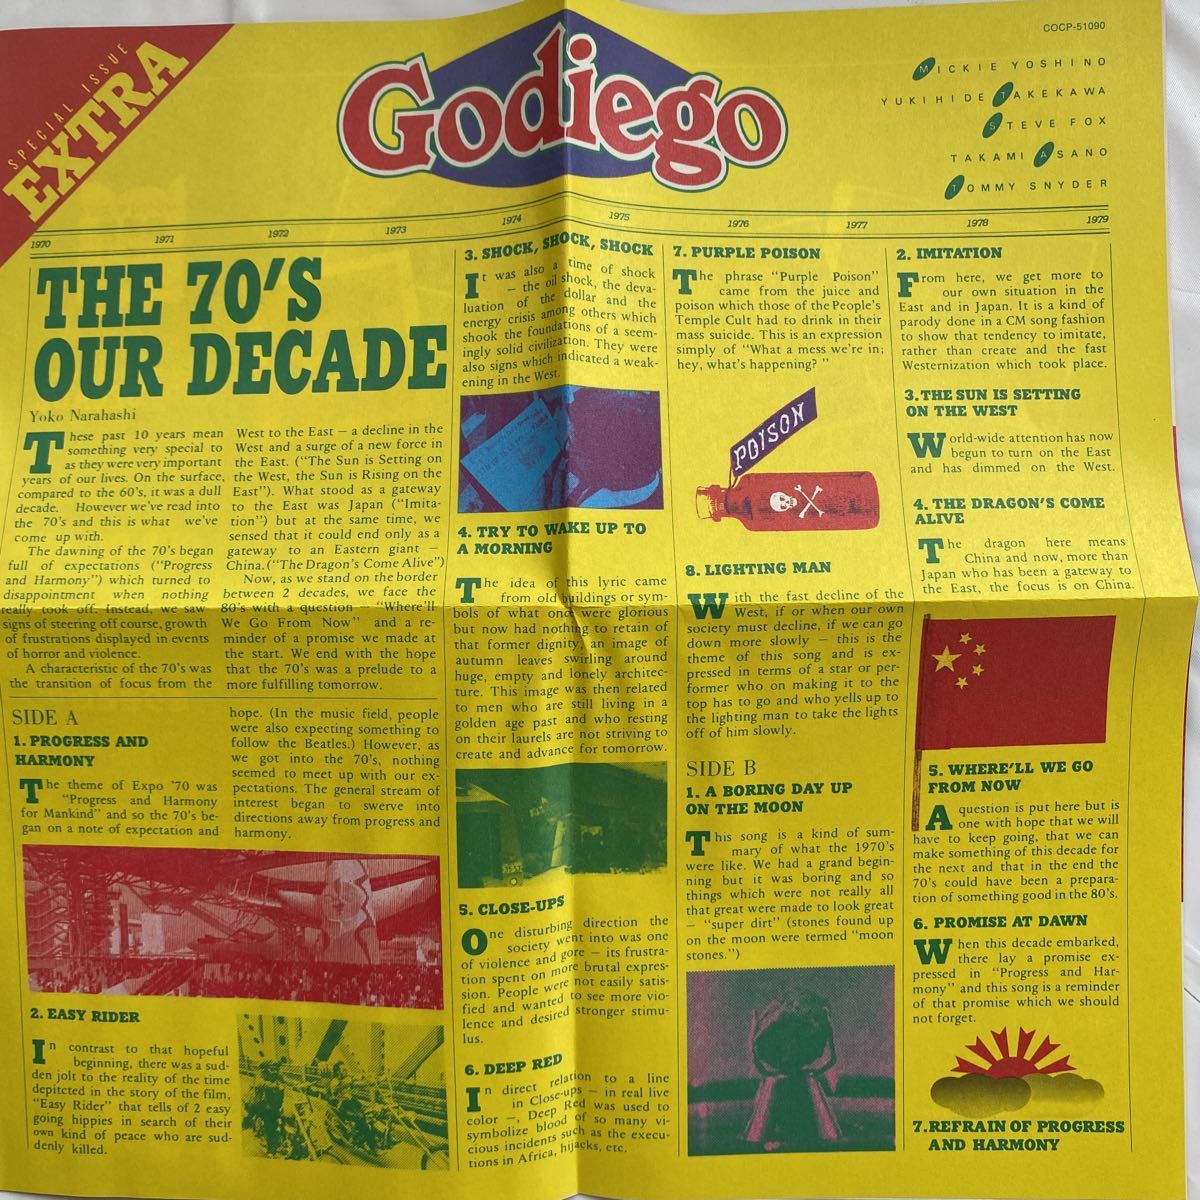 SPECIAL ISSUE
EXTRA
Godiego
COCP-51090
MICKIE YOSHINO
YUKIHIDE TAKEKAWA
STEVE FOX
TAKAMI ASANO
TOMMY SNYDER
1970 1971 1972 1973 1974 1975 1976 1977 1978 1979
THE 70'S
OUR DECADE
Yoko Narahashi
These past 10 years mean
something very special to
as they were very important
years of our lives. On the surface,
compared to the 60's, it was a dull
decade. However we've read into
the 70's and this is what we've
come up with.
The dawning of the 70's began
full of expectations ("Progress
and Harmony") which turned to
disappointment when nothing
really took off. Instead, we saw
signs of steering off course, growth
of frustrations displayed in events
of horror and violence.
A characteristic of the 70's was
the transition of focus from the
West to the East – a decline in the
West and a surge of a new force in
the East. ("The Sun is Setting on
the West, the Sun is Rising on the
East"). What stood as a gateway
to the East was Japan ("Imita-
tion") but at the same time, we
sensed that it could end only as a
gateway to an Eastern giant –
China. ("The Dragon's Come Alive")
Now, as we stand on the border
between 2 decades, we face the
80's with a question – "Where'll
We Go From Now" and a re-
minder of a promise we made at
the start. We end with the hope
that the 70's was a prelude to a
more fulfilling tomorrow.
SIDE A
1. PROGRESS AND
HARMONY
The theme of Expo '70 was
"Progress and Harmony
for Mankind" and so the 70's be-
gan on a note of expectation and
hope. (In the music field, people
were also expecting something to
follow the Beatles.) However, as
we got into the 70's, nothing
seemed to meet up with our ex-
pectations. The general stream of
interest began to swerve into
directions away from progress and
harmony.
2. EASY RIDER
In contrast to that hopeful
beginning, there was a sud-
den jolt to the reality of the time
depitcted in the story of the film,
"Easy Rider" that tells of 2 easy
going hippies in search of their
own kind of peace who are sud-
denly killed.
3. SHOCK, SHOCK, SHOCK
It was also a time of shock
– the oil shock, the deva-
luation of the dollar and the
energy crisis among others which
shook the foundations of a seem-
ingly solid civilization. They were
also signs which indicated a weak-
ening in the West.
4. TRY TO WAKE UP TO
A MORNING
The idea of this lyric came
from old buildings or sym-
bols of what once were glorious
but now had nothing to retain of
that former dignity, an image of
autumn leaves swirling around
huge, empty and lonely architec-
ture. This image was then related
to men who are still living in a
golden age past and who resting
on their laurels are not striving to
create and advance for tomorrow.
5. CLOSE-UPS
One disturbing direction the
society went into was one
of violence and gore – its frustra-
tion spent on more brutal expres-
sion. People were not easily satis-
fied and wanted to see more vio-
lence and desired stronger stimu-
lus.
6. DEEP RED
In direct relation to a line
in Close-ups – in real live
color –, Deep Red was used to
symbolize blood of so many vi-
cious incidents such as the execu-
tions in Africa, hijacks, etc.
7. PURPLE POISON
The phrase "Purple Poison"
came from the juice and
poison which those of the People's
Temple Cult had to drink in their
mass suicide. This is an expression
simply of "What a mess we're in;
hey, what's happening? "
POISON
8. LIGHTING MAN
With the fast decline of the
West, if or when our own
society must decline, if we can go
down more slowly – this is the
theme of this song and is ex-
pressed in terms of a star or per-
former who on making it to the
top has to go and who yells up to
the lighting man to take the lights
off of him slowly.
SIDE B
1. A BORING DAY UP
ON THE MOON
This song is a kind of sum-
mary of what the 1970's
were like. We had a grand begin-
ning but it was boring and so
things which were not really all
that great were made to look great
– "super dirt" (stones found up
on the moon were termed "moon
stones.")
2. IMITATION
From here, we get more to
our own situation in the
East and in Japan. It is a kind of
parody done in a CM song fashion
to show that tendency to imitate,
rather than create and the fast
Westernization which took place.
3.THE SUN IS SETTING
ON THE WEST
World-wide attention has now
begun to turn on the East
and has dimmed on the West.
4. THE DRAGON'S COME
ALIVE
The dragon here means
China and now, more than
Japan who has been a gateway to
the East, the focus is on China.
5. WHERE'LL WE GO
FROM NOW
A question is put here but is
one with hope that we will
have to keep going, that we can
make something of this decade for
the next and that in the end the
70's could have been a prepara-
tion of something good in the 80's.
6. PROMISE AT DAWN
When this decade embarked,
there lay a promise ex-
pressed in "Progress and Har-
mony" and this song is a reminder
of that promise which we should
not forget.
7.REFRAIN OF PROGRESS
AND HARMONY